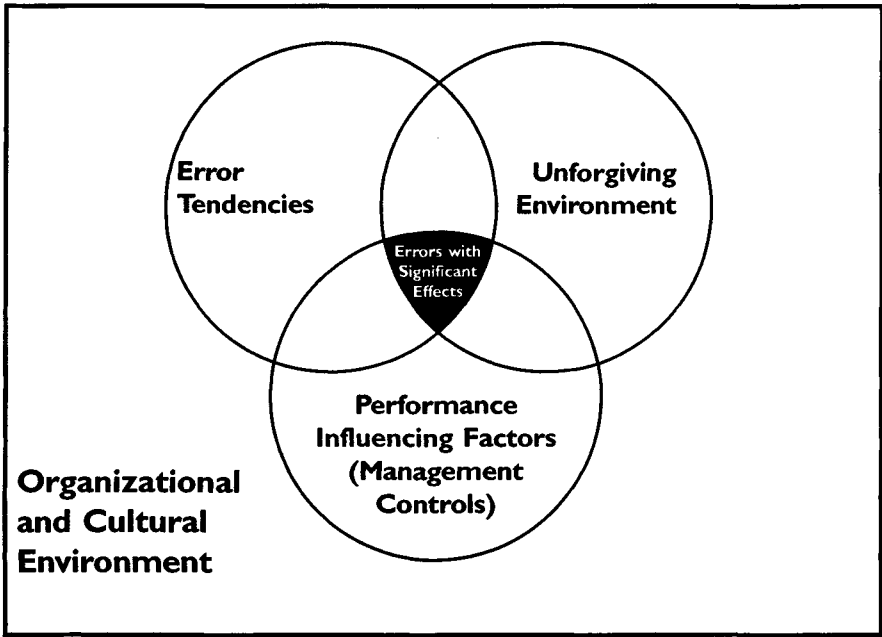 Error
Tendencies
Unforgiving
Environment
Errors with
Significant
Effects
Performance
Influencing Factors
(Management
Controls)
Organizational
and Cultural
Environment